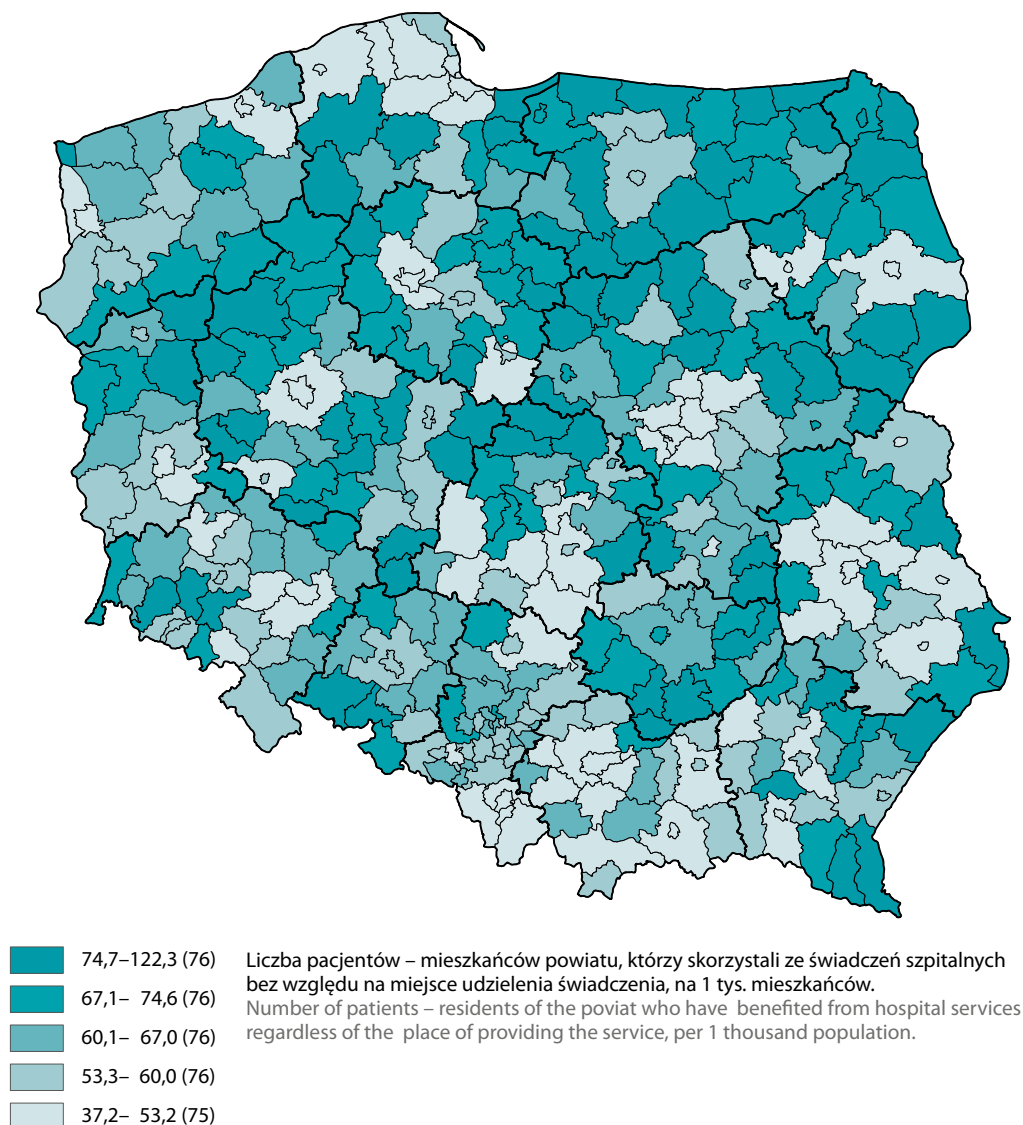 74,7–122,3 (76)
67,1– 74,6 (76)
60,1– 67,0 (76)
53,3– 60,0 (76)
37,2– 53,2 (75)
Liczba pacjentów – mieszkańców powiatu, którzy skorzystali ze świadczeń szpitalnych
bez względu na miejsce udzielenia świadczenia, na 1 tys. mieszkańców.
Number of patients – residents of the poviat who have benefited from hospital services
regardless of the place of providing the service, per 1 thousand population.